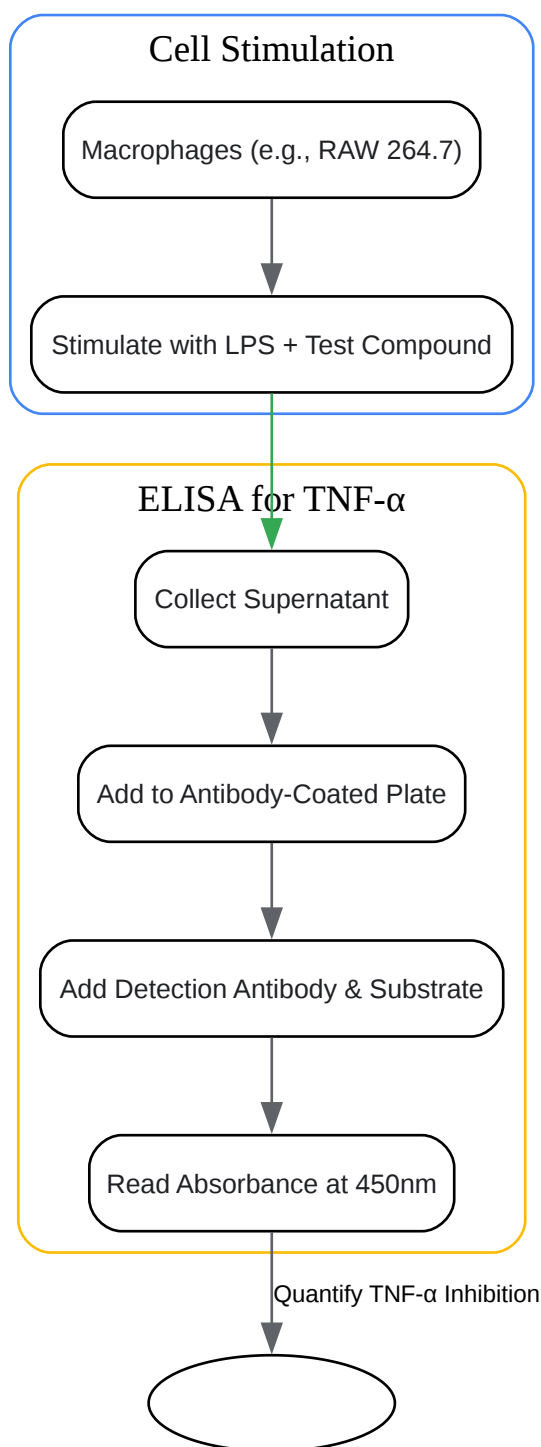 Cell Stimulation
Macrophages (e.g., RAW 264.7)
Stimulate with LPS + Test Compound
ELISA for TNF-α
Collect Supernatant
Add to Antibody-Coated Plate
Add Detection Antibody & Substrate
Read Absorbance at 450nm
Quantify TNF-α Inhibition